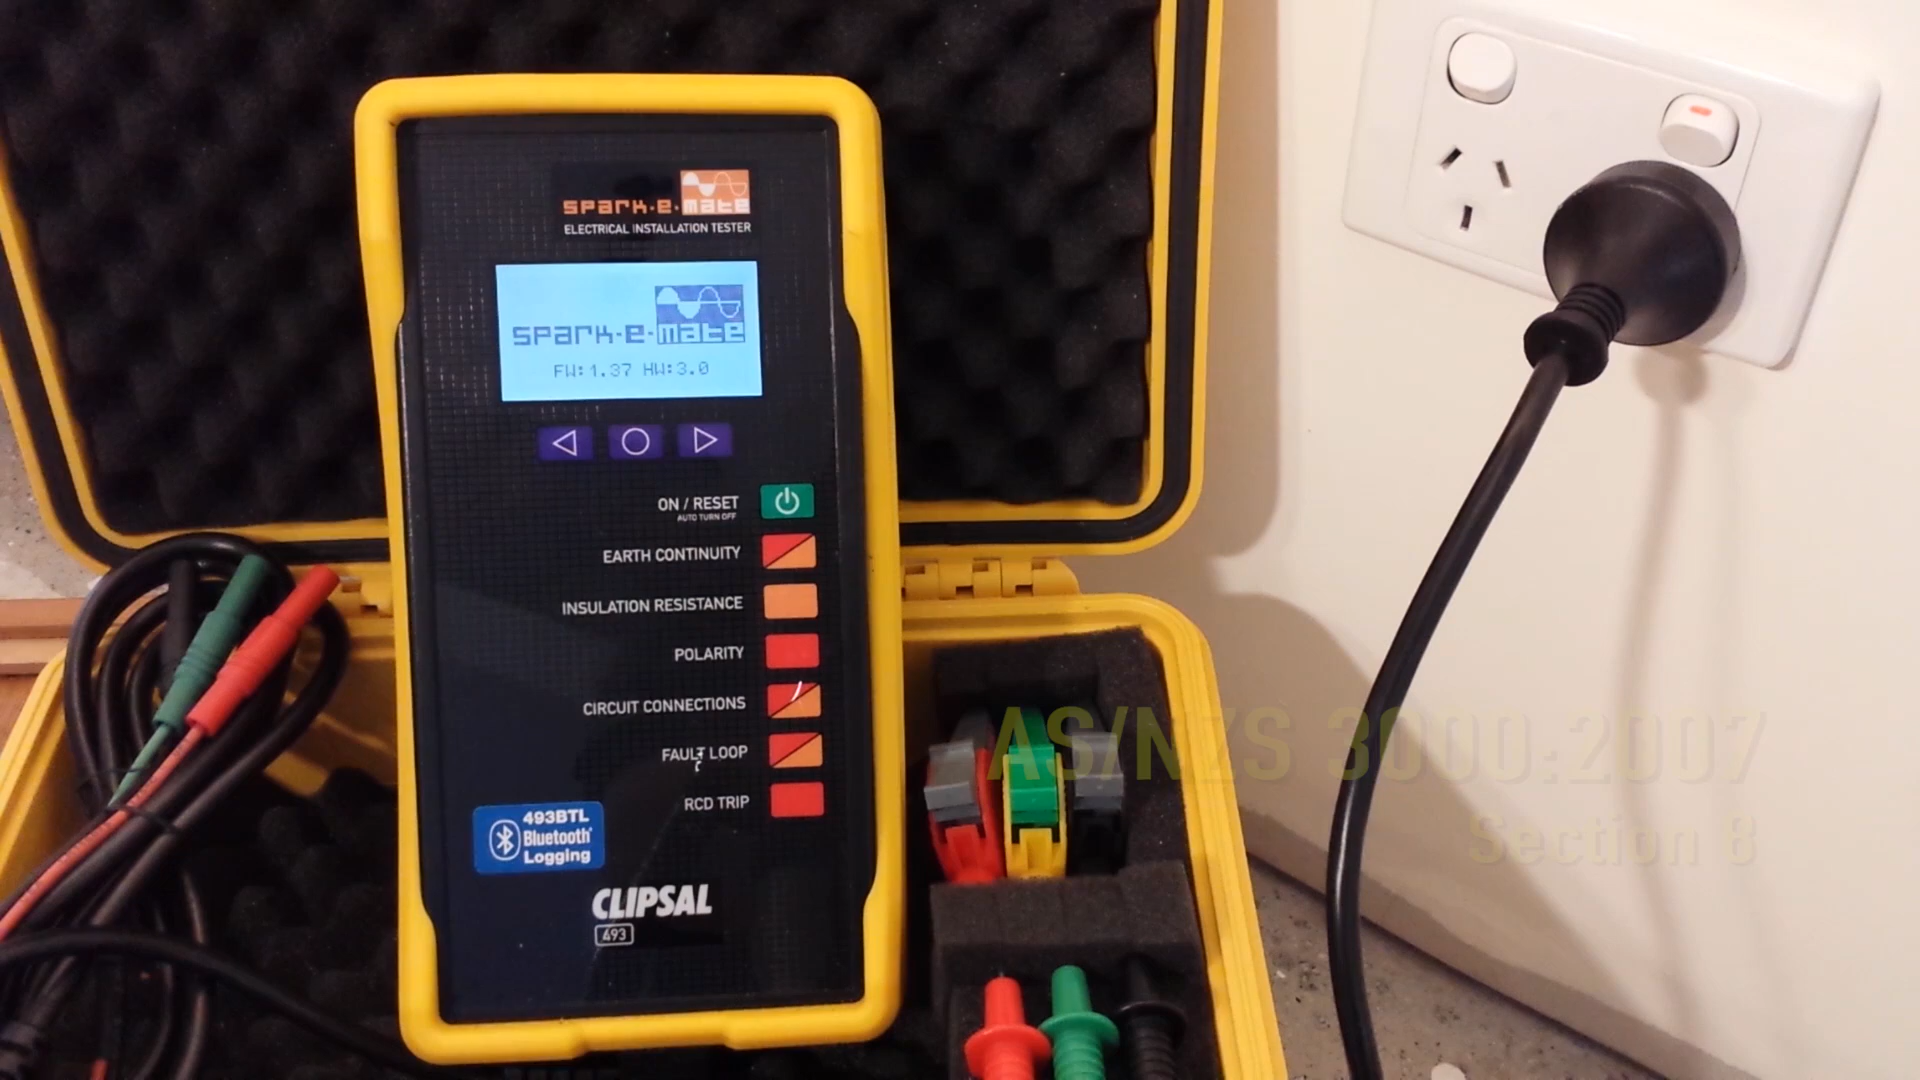 spark·e·mate
ELECTRICAL INSTALLATION TESTER
spark·e·mate
FW:1.37 HW:3.0
ON / RESET
AUTO TURN OFF
EARTH CONTINUITY
INSULATION RESISTANCE
POLARITY
CIRCUIT CONNECTIONS
FAULT LOOP
RCD TRIP
493BTL
Bluetooth
Logging
CLIPSAL
493
AS/NZS 3000:2007
Section 8